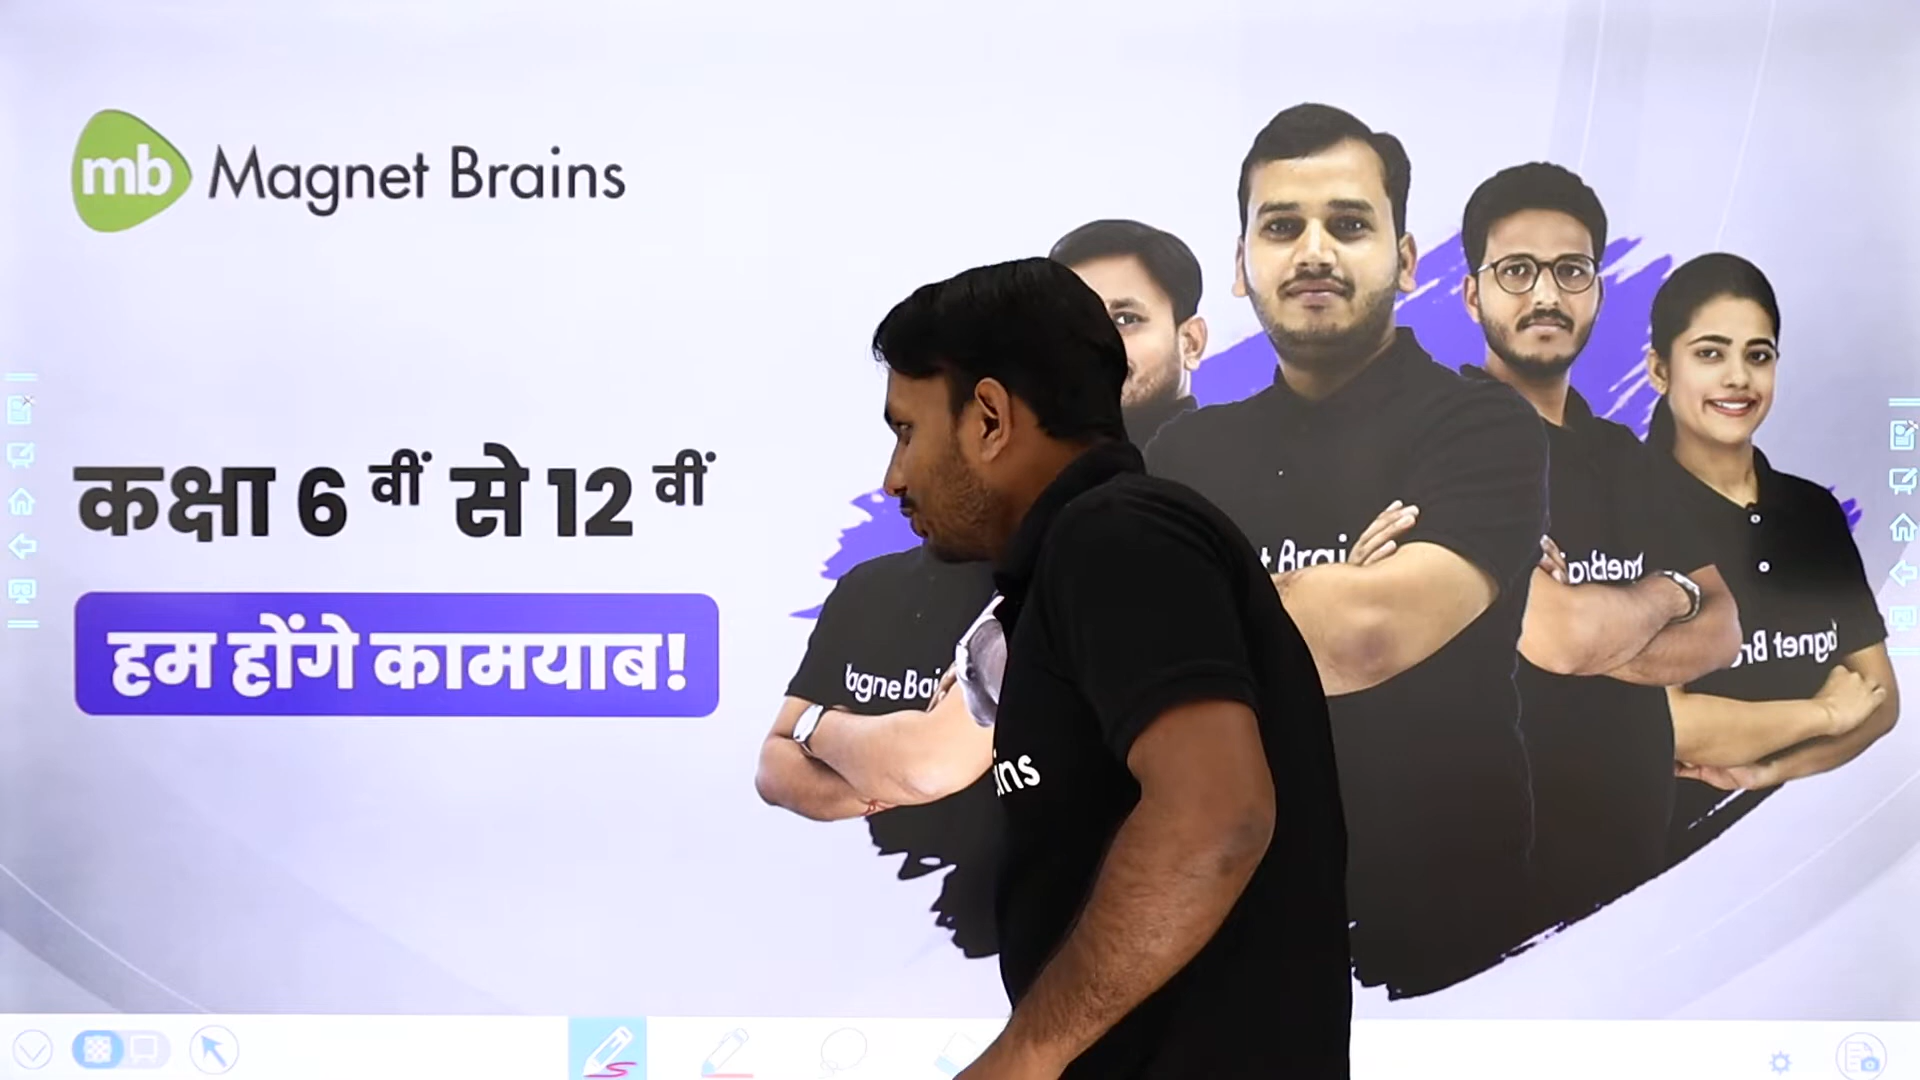 mb Magnet Brains
कक्षा 6 वीं से 12 वीं
हम होंगे कामयाब!